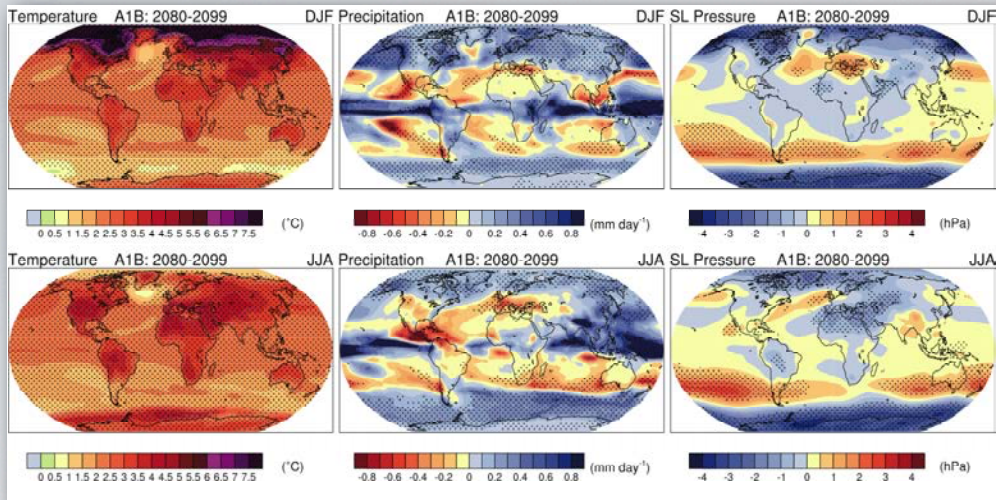 Temperature A1B: 2080-2099 DJF
Precipitation A1B: 2080-2099 DJF
SL Pressure A1B: 2080-2099 DJF
0 0.5 1 1.5 2 2.5 3 3.5 4 4.5 5 5.5 6 6.5 7 7.5 (°C)
-0.8 -0.6 -0.4 -0.2 0 0.2 0.4 0.6 0.8 (mm day⁻¹)
-4 -3 -2 -1 0 1 2 3 4 (hPa)
Temperature A1B: 2080-2099 JJA
Precipitation A1B: 2080-2099 JJA
SL Pressure A1B: 2080-2099 JJA
0 0.5 1 1.5 2 2.5 3 3.5 4 4.5 5 5.5 6 6.5 7 7.5 (°C)
-0.8 -0.6 -0.4 -0.2 0 0.2 0.4 0.6 0.8 (mm day⁻¹)
-4 -3 -2 -1 0 1 2 3 4 (hPa)